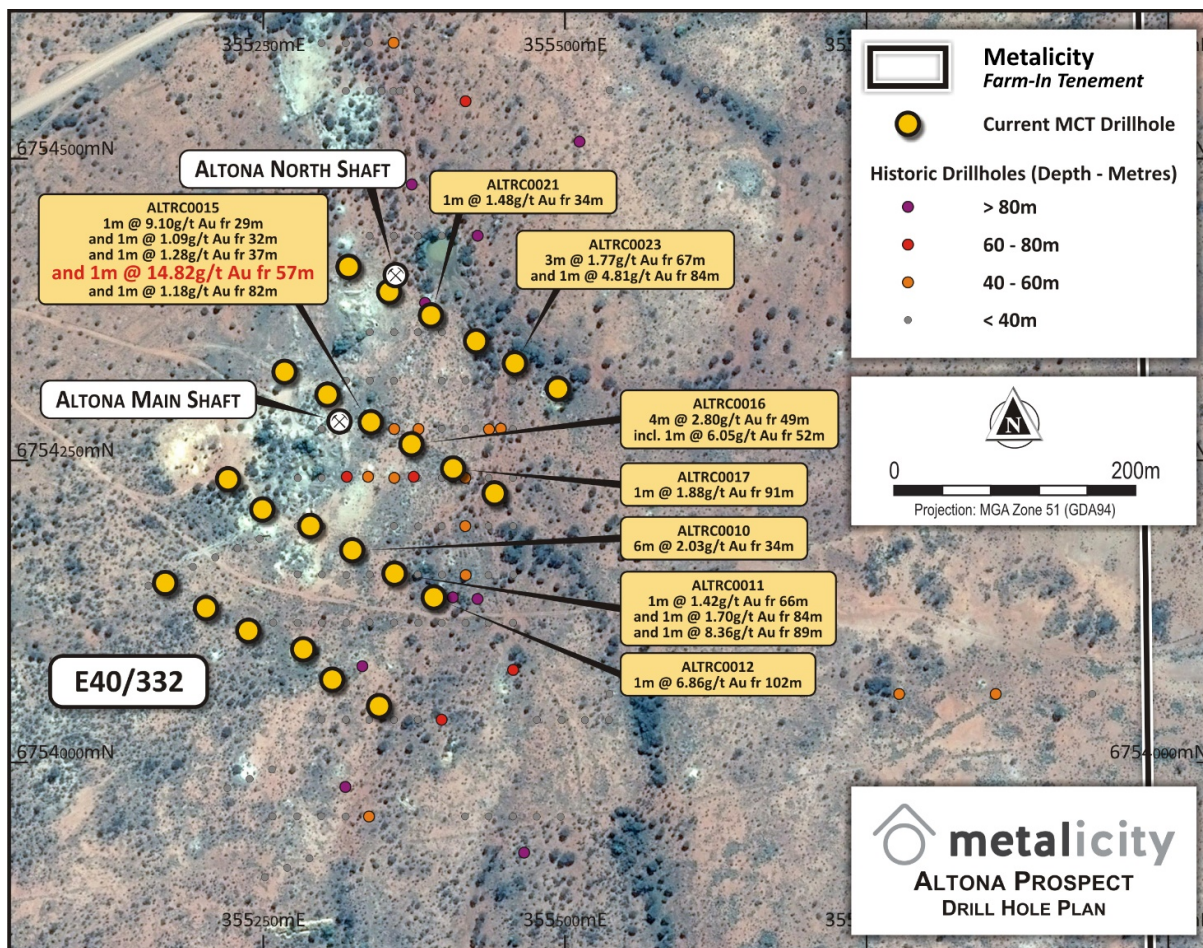 355250mE
355500mE
Metalicity
Farm-In Tenement
Current MCT Drillhole
Historic Drillholes (Depth - Metres)
> 80m
60 - 80m
40 - 60m
< 40m
6754500mN
ALTONA NORTH SHAFT
ALTRC0021
1m @ 1.48g/t Au fr 34m
ALTRC0015
1m @ 9.10g/t Au fr 29m
and 1m @ 1.09g/t Au fr 32m
and 1m @ 1.28g/t Au fr 37m
and 1m @ 14.82g/t Au fr 57m
and 1m @ 1.18g/t Au fr 82m
ALTRC0023
3m @ 1.77g/t Au fr 67m
and 1m @ 4.81g/t Au fr 84m
ALTONA MAIN SHAFT
ALTRC0016
4m @ 2.80g/t Au fr 49m
incl. 1m @ 6.05g/t Au fr 52m
N
6754250mN
ALTRC0017
1m @ 1.88g/t Au fr 91m
0 200m
Projection: MGA Zone 51 (GDA94)
ALTRC0010
6m @ 2.03g/t Au fr 34m
ALTRC0011
1m @ 1.42g/t Au fr 66m
and 1m @ 1.70g/t Au fr 84m
and 1m @ 8.36g/t Au fr 89m
ALTRC0012
1m @ 6.86g/t Au fr 102m
E40/332
6754000mN
6754000mN
metalicity
ALTONA PROSPECT
DRILL HOLE PLAN
355250mE
355500mE